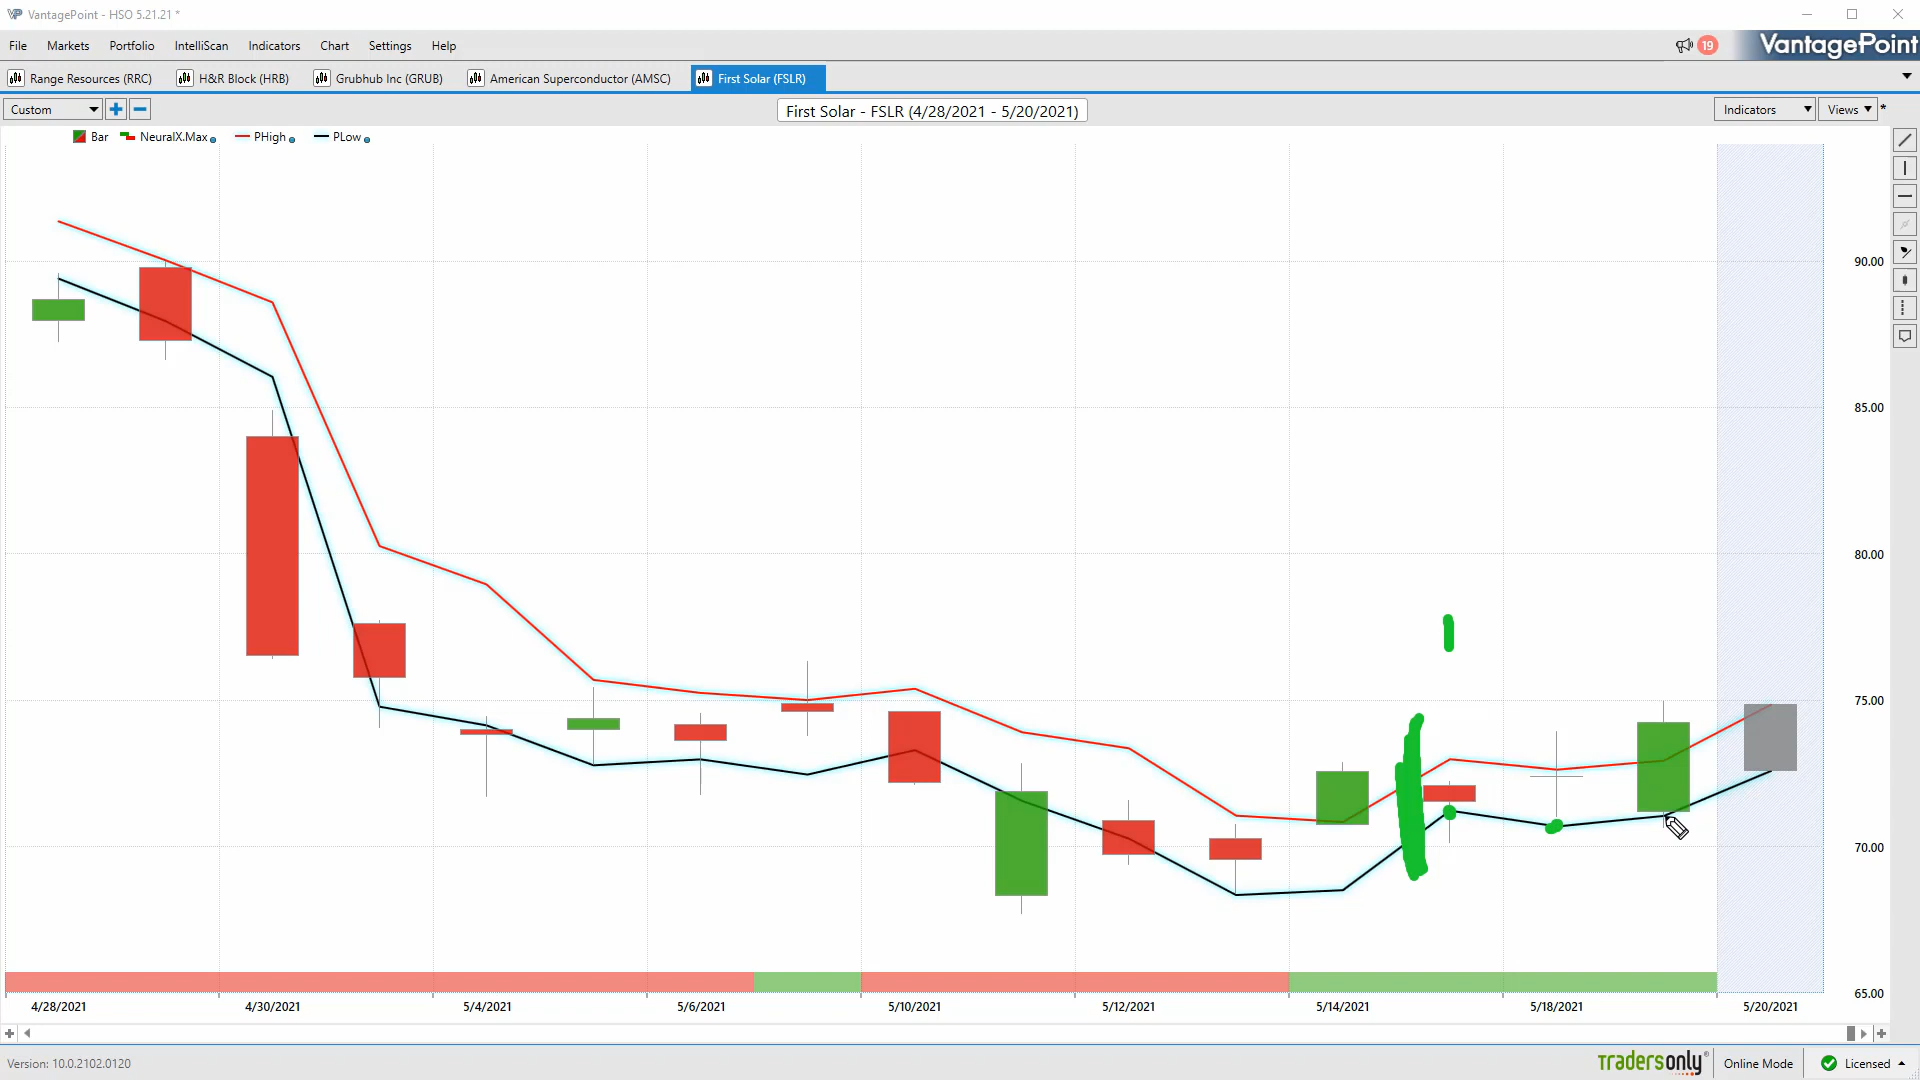 VantagePoint - HSO 5.21.21 *
File Markets Portfolio IntelliScan Indicators Chart Settings Help
19 VantagePoint
Range Resources (RRC) H&R Block (HRB) Grubhub Inc (GRUB) American Superconductor (AMSC) First Solar (FSLR)
Custom
First Solar - FSLR (4/28/2021 - 5/20/2021)
Indicators Views *
Bar NeuralX.Max PHigh PLow
90.00
85.00
80.00
75.00
70.00
65.00
4/28/2021 4/30/2021 5/4/2021 5/6/2021 5/10/2021 5/12/2021 5/14/2021 5/18/2021 5/20/2021
Version: 10.0.2102.0120
tradersonly Online Mode Licensed